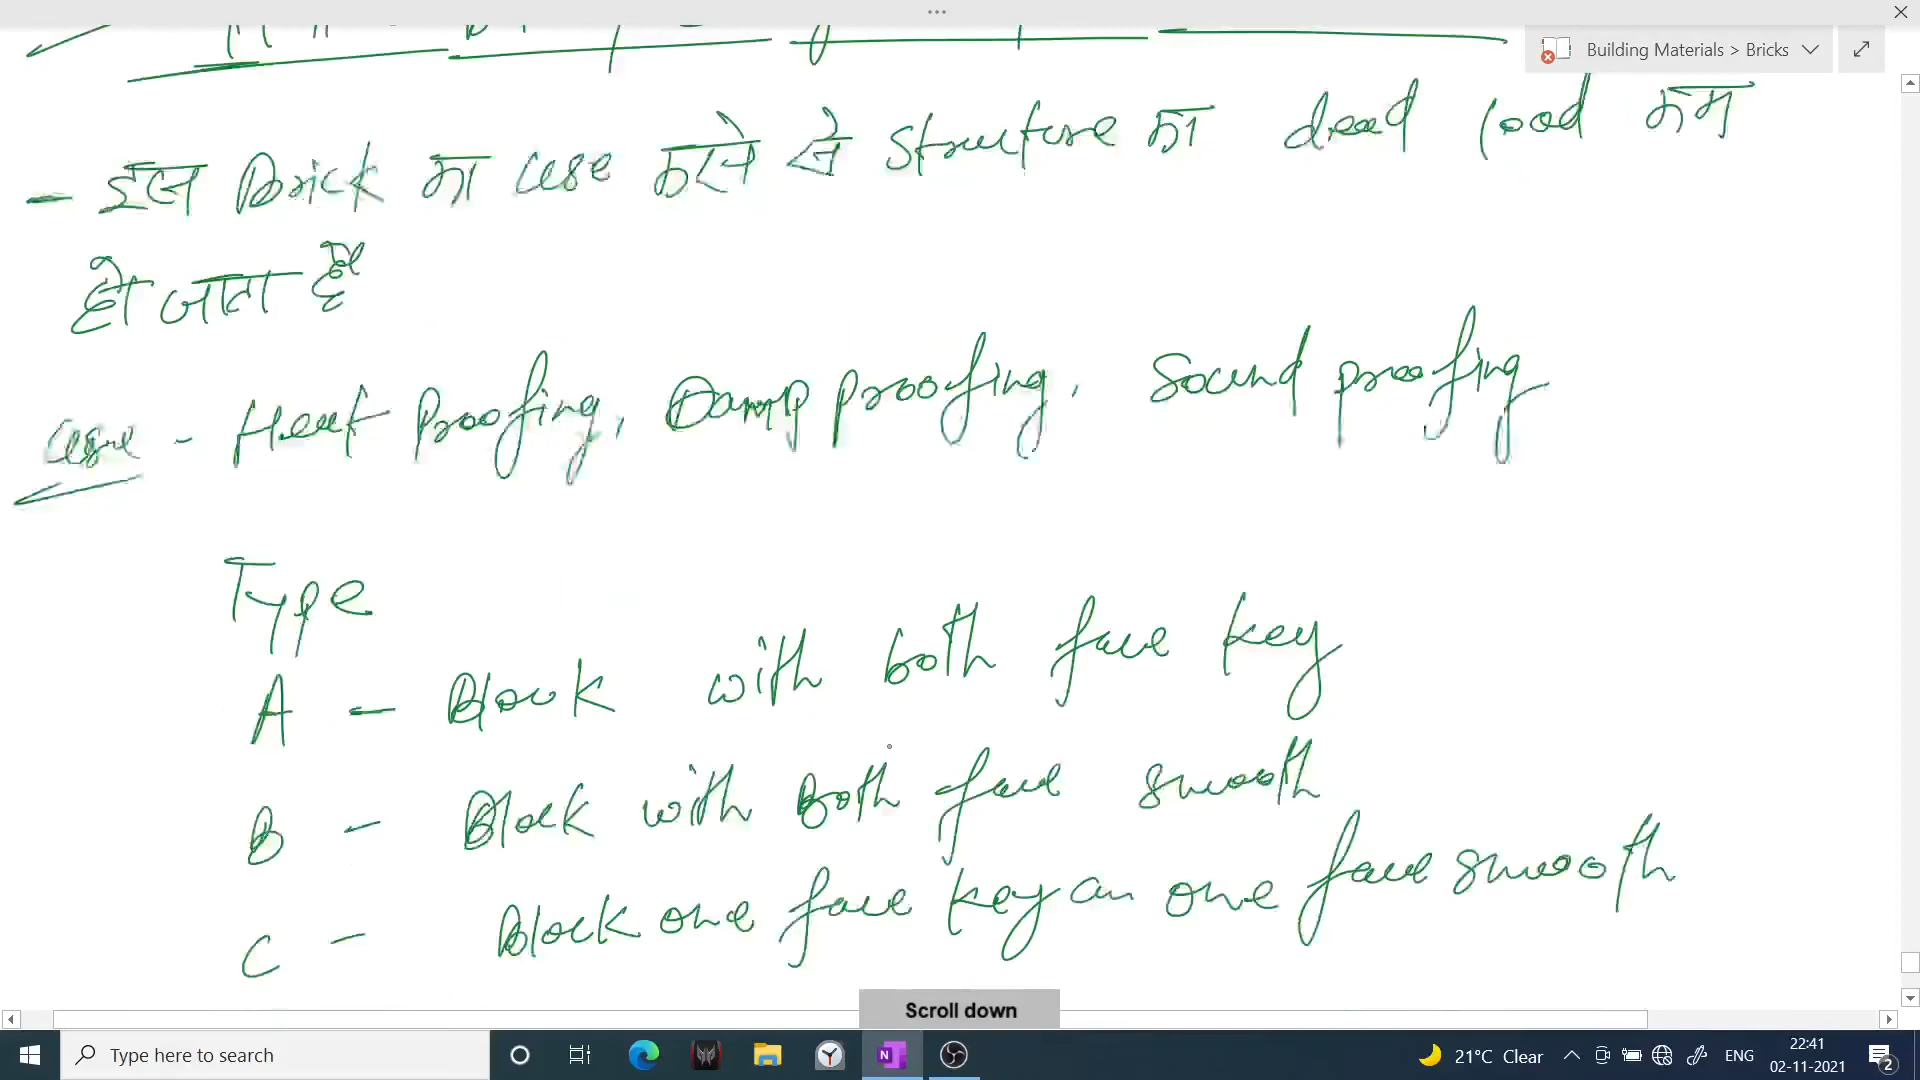 Building Materials > Bricks
- इस Brick का use करने से structure का dead load कम
हो जाता है
use - Heat Proofing, Damp proofing, Sound proofing
Type
A - Block with both face key
B - Block with Both face smooth
C - Block one face key an one face smooth
Scroll down
Type here to search
21°C Clear
ENG
22:41
02-11-2021
2